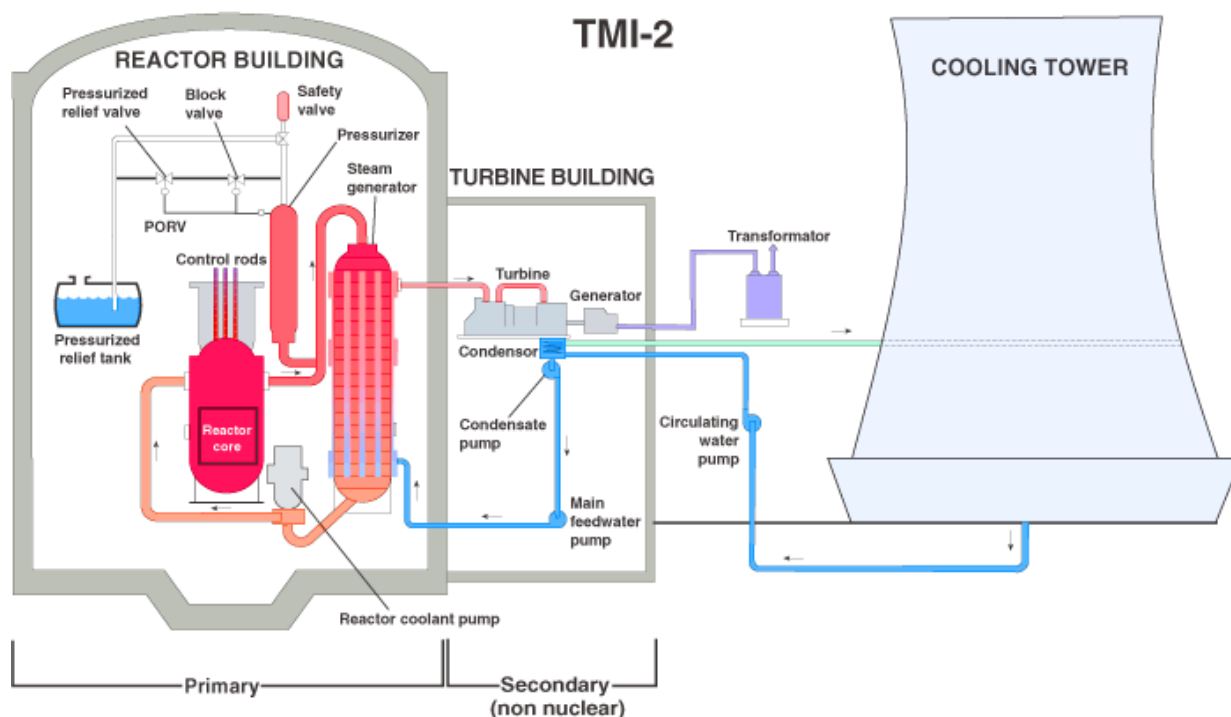 TMI-2
REACTOR BUILDING
COOLING TOWER
Pressurized
relief valve
Block
valve
Safety
valve
Pressurizer
Steam
generator
TURBINE BUILDING
PORV
Control rods
Transformator
Turbine
Generator
Pressurized
relief tank
Condensor
Reactor
core
Condensate
pump
Circulating
water
pump
Main
feedwater
pump
Reactor coolant pump
Primary
Secondary
(non nuclear)